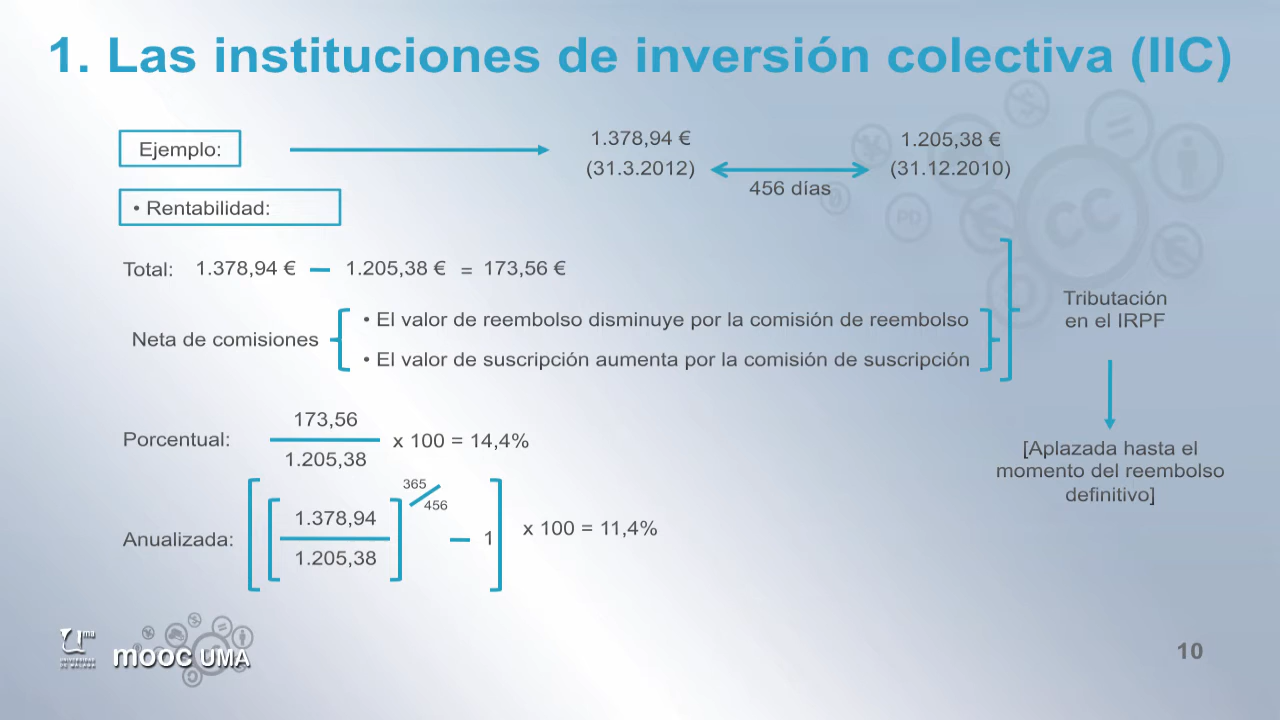 1. Las instituciones de inversión colectiva (IIC)
Ejemplo:
1.378,94 €
(31.3.2012)
456 días
1.205,38 €
(31.12.2010)
• Rentabilidad:
Total: 1.378,94 € – 1.205,38 € = 173,56 €
Neta de comisiones
• El valor de reembolso disminuye por la comisión de reembolso
• El valor de suscripción aumenta por la comisión de suscripción
Tributación
en el IRPF
[Aplazada hasta el
momento del reembolso
definitivo]
Porcentual:
173,56
1.205,38
x 100 = 14,4%
Anualizada:
1.378,94
1.205,38
365
456
– 1
x 100 = 11,4%
mooc UMA
10